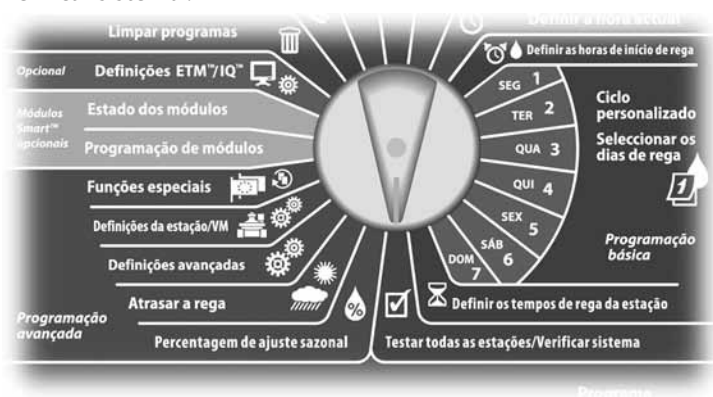 Definir a hora actual
Limpar programas
Definir as horas de início de rega
Opcional
Definições ETM™/IQ™
SEG 1
Módulos
Smart™
opcionais
Estado dos módulos
TER 2
Ciclo
personalizado
Programação de módulos
QUA 3
Seleccionar os
dias de rega
1
Funções especiais
QUI 4
Definições da estação/VM
SEX 5
Programação
básica
Definições avançadas
SÁB 6
DOM 7
Atrasar a rega
Definir os tempos de rega da estação
Programação
avançada
%
Percentagem de ajuste sazonal
Testar todas as estações/Verificar sistema
Programa